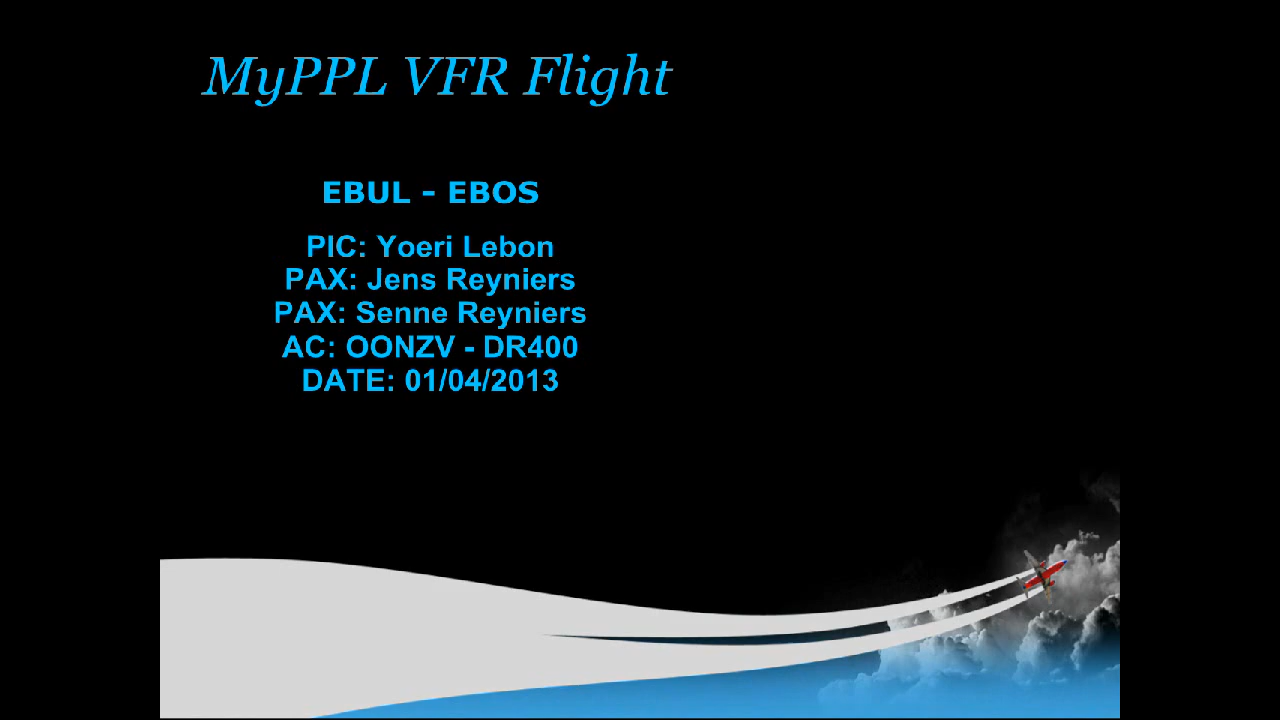 MyPPL VFR Flight
EBUL - EBOS
PIC: Yoeri Lebon
PAX: Jens Reyniers
PAX: Senne Reyniers
AC: OONZV - DR400
DATE: 01/04/2013